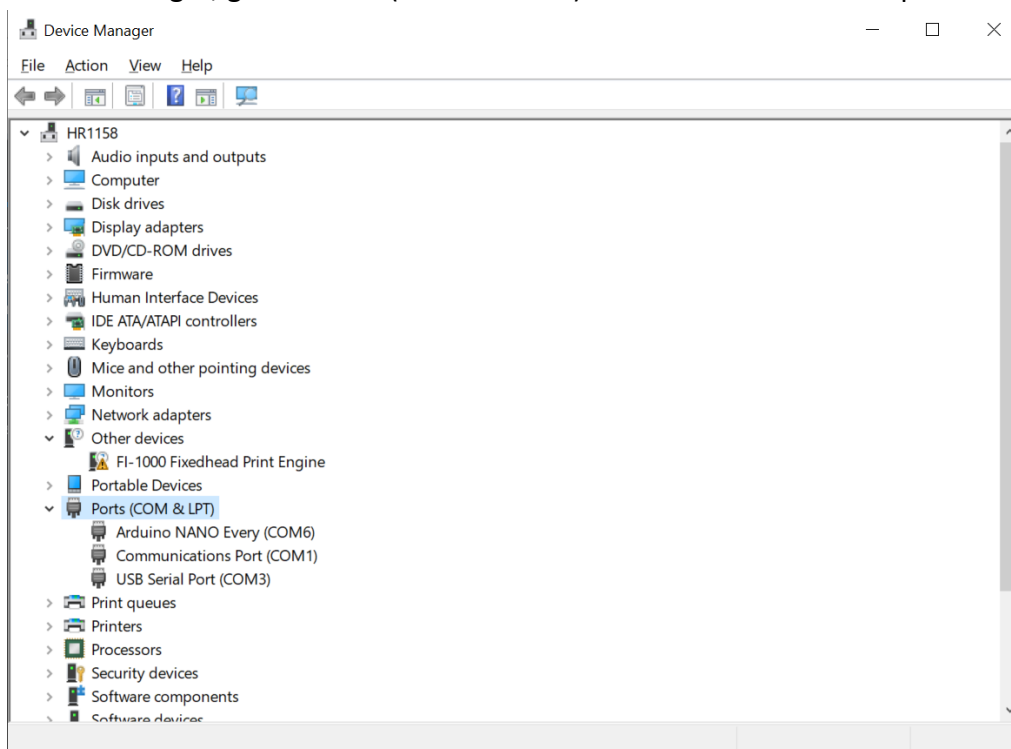 Device Manager
File Action View Help
HR1158
Audio inputs and outputs
Computer
Disk drives
Display adapters
DVD/CD-ROM drives
Firmware
Human Interface Devices
IDE ATA/ATAPI controllers
Keyboards
Mice and other pointing devices
Monitors
Network adapters
Other devices
FI-1000 Fixedhead Print Engine
Portable Devices
Ports (COM & LPT)
Arduino NANO Every (COM6)
Communications Port (COM1)
USB Serial Port (COM3)
Print queues
Printers
Processors
Security devices
Software components
Software devices